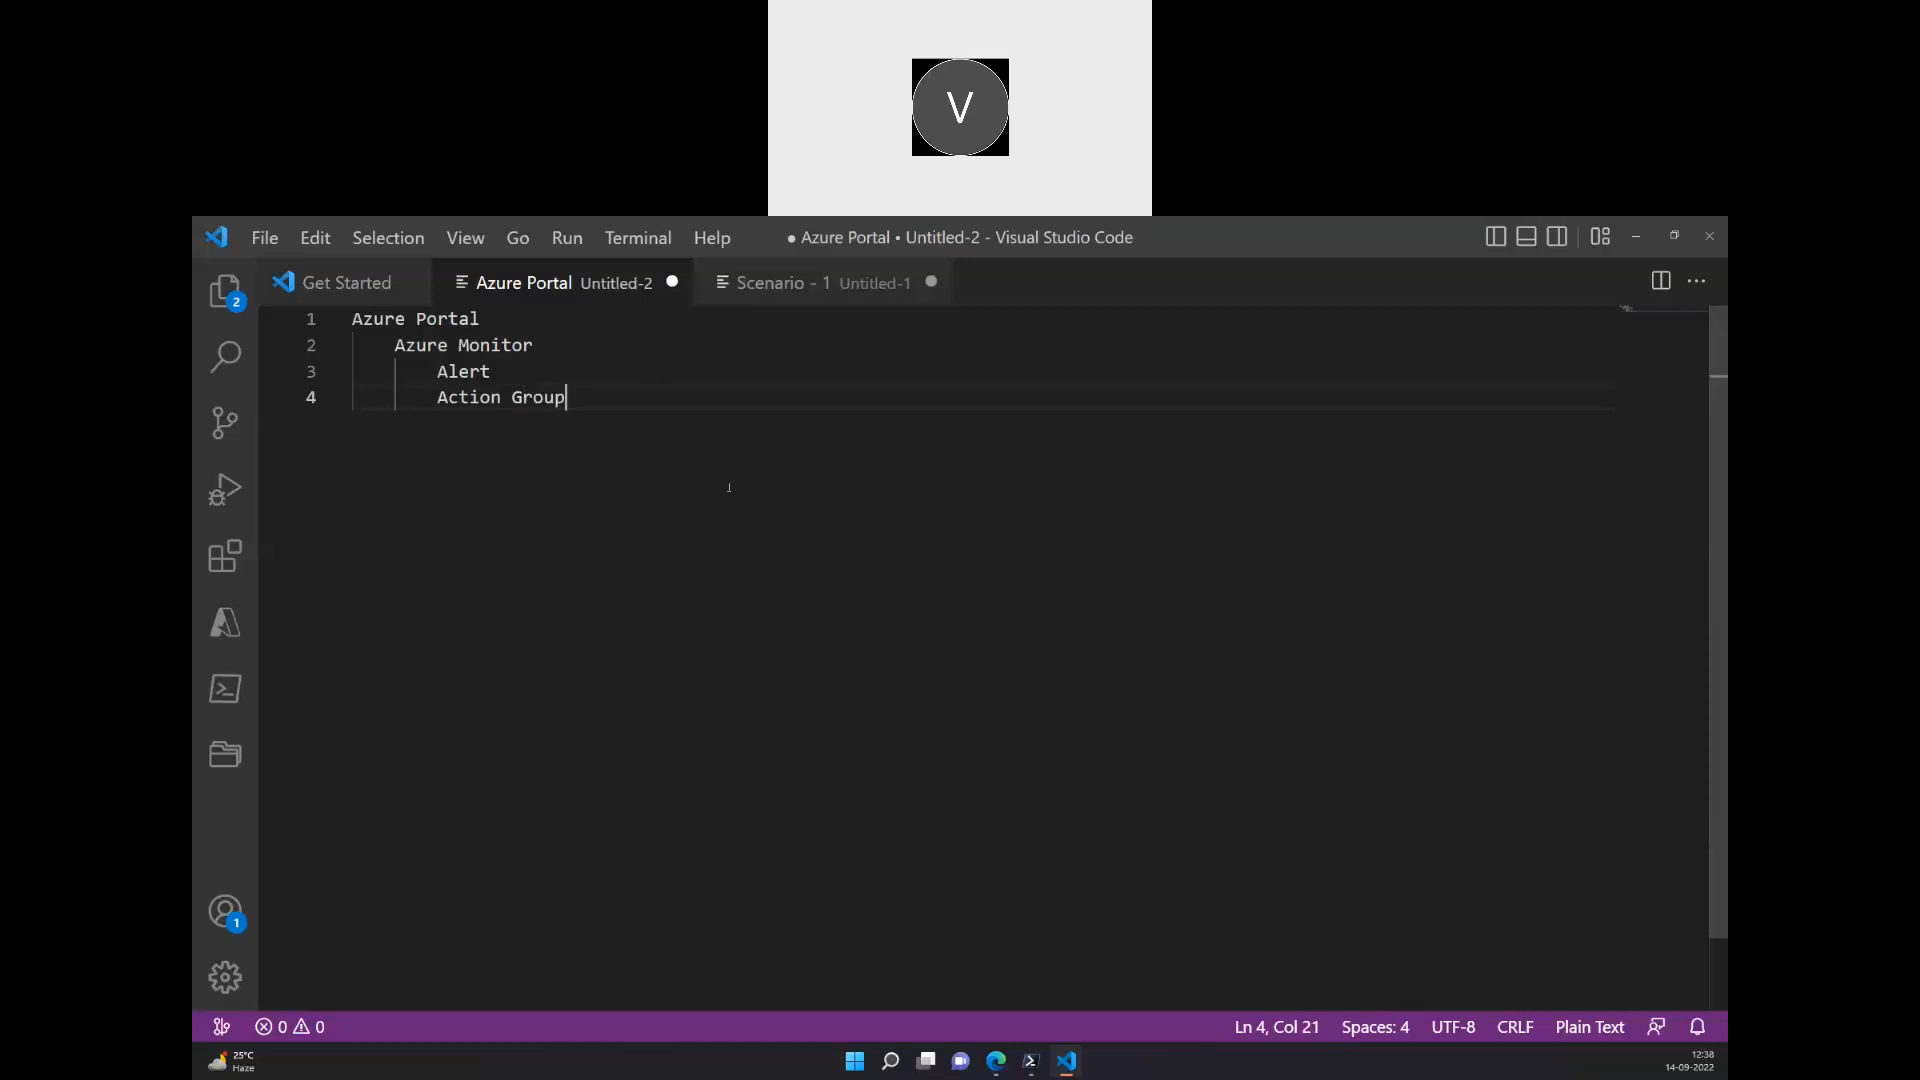 V
File Edit Selection View Go Run Terminal Help ● Azure Portal • Untitled-2 - Visual Studio Code
Get Started Azure Portal Untitled-2 Scenario - 1 Untitled-1
1 Azure Portal
2 Azure Monitor
3 Alert
4 Action Group
2
1
0 0 Ln 4, Col 21 Spaces: 4 UTF-8 CRLF Plain Text
25°C
Haze
12:38
14-09-2022